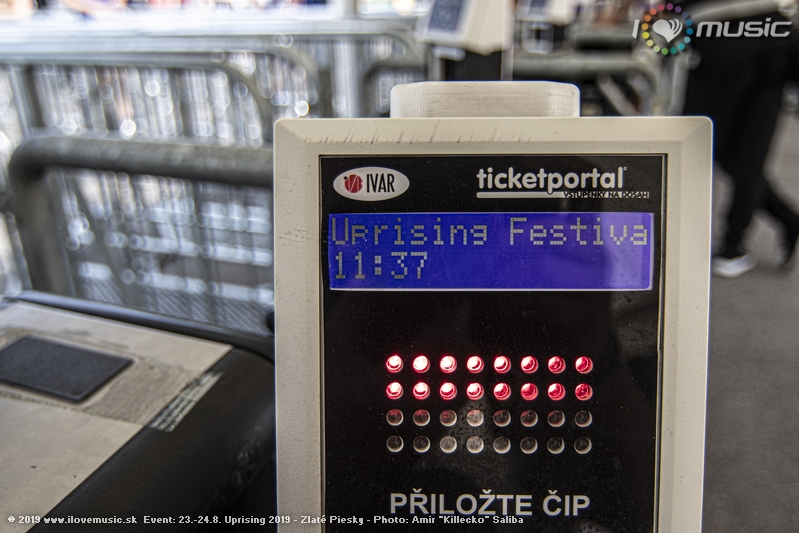 I MUSIC
IVAR
ticketportal
VSTUPENKY NA DOSAH
Uprising Festiva
11:37
PŘILOŽTE ČIP
© 2019 www.ilovemusic.sk Event: 23.-24.8. Uprising 2019 - Zlaté Piesky - Photo: Amir "Killecko" Saliba